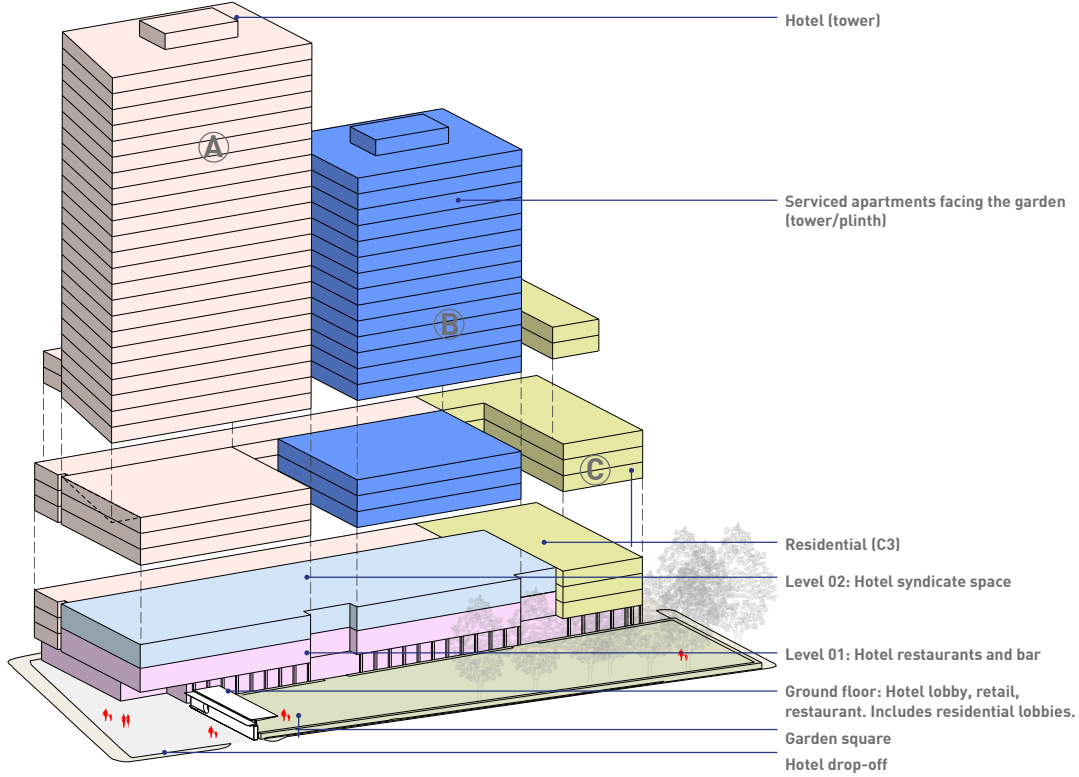 Hotel (tower)
A
Serviced apartments facing the garden
(tower/plinth)
B
C
Residential (C3)
Level 02: Hotel syndicate space
Level 01: Hotel restaurants and bar
Ground floor: Hotel lobby, retail,
restaurant. Includes residential lobbies.
Garden square
Hotel drop-off